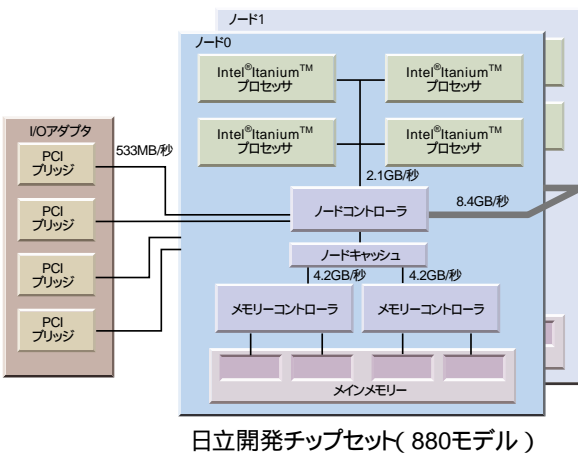 ノード1
ノード0
Intel®Itanium™
プロセッサ
Intel®Itanium™
プロセッサ
Intel®Itanium™
プロセッサ
Intel®Itanium™
プロセッサ
I/Oアダプタ
PCI
ブリッジ
PCI
ブリッジ
PCI
ブリッジ
PCI
ブリッジ
533MB/秒
2.1GB/秒
ノードコントローラ
8.4GB/秒
ノードキャッシュ
4.2GB/秒
4.2GB/秒
メモリーコントローラ
メモリーコントローラ
メインメモリー
日立開発チップセット(880モデル)